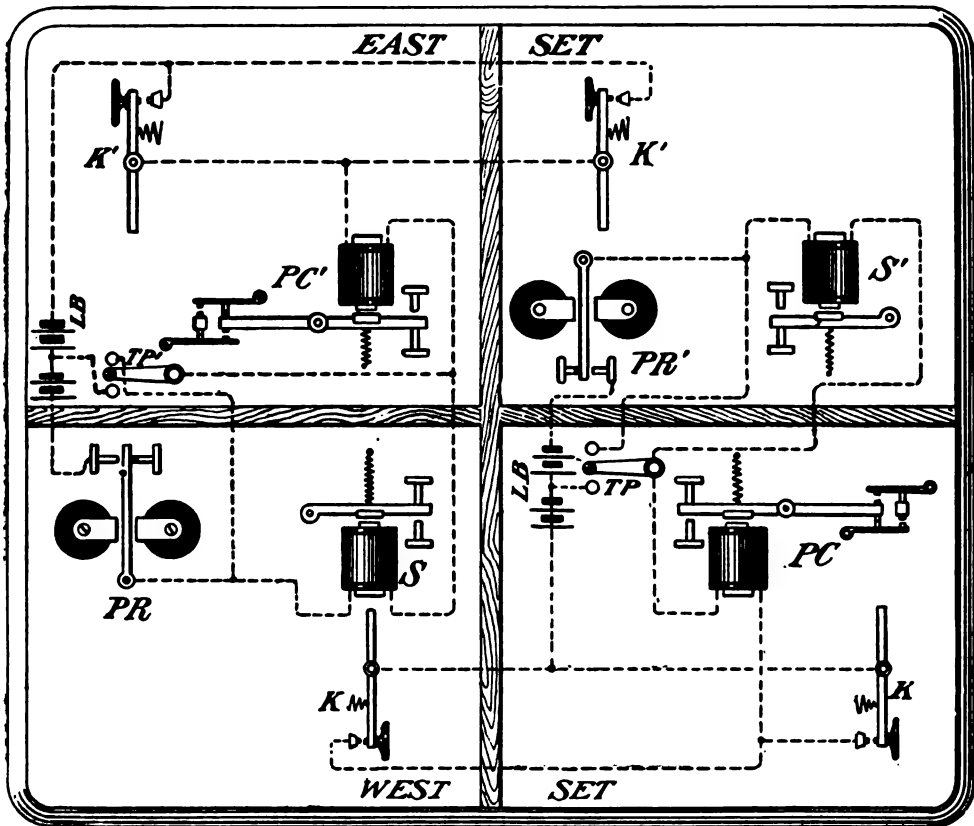 EAST SET
K'
K'
PC'
S'
LB
TP'
PR'
LB
TP
PC
S
PR
K
K
WEST SET